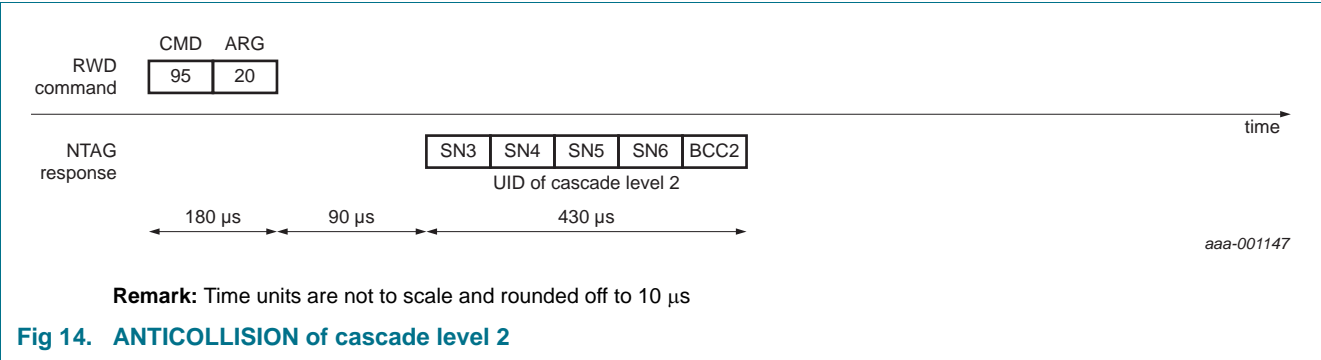 CMD ARG
RWD command 95 20
time
NTAG response SN3 SN4 SN5 SN6 BCC2
UID of cascade level 2
180 μs 90 μs 430 μs
aaa-001147
Remark: Time units are not to scale and rounded off to 10 μs
Fig 14. ANTICOLLISION of cascade level 2